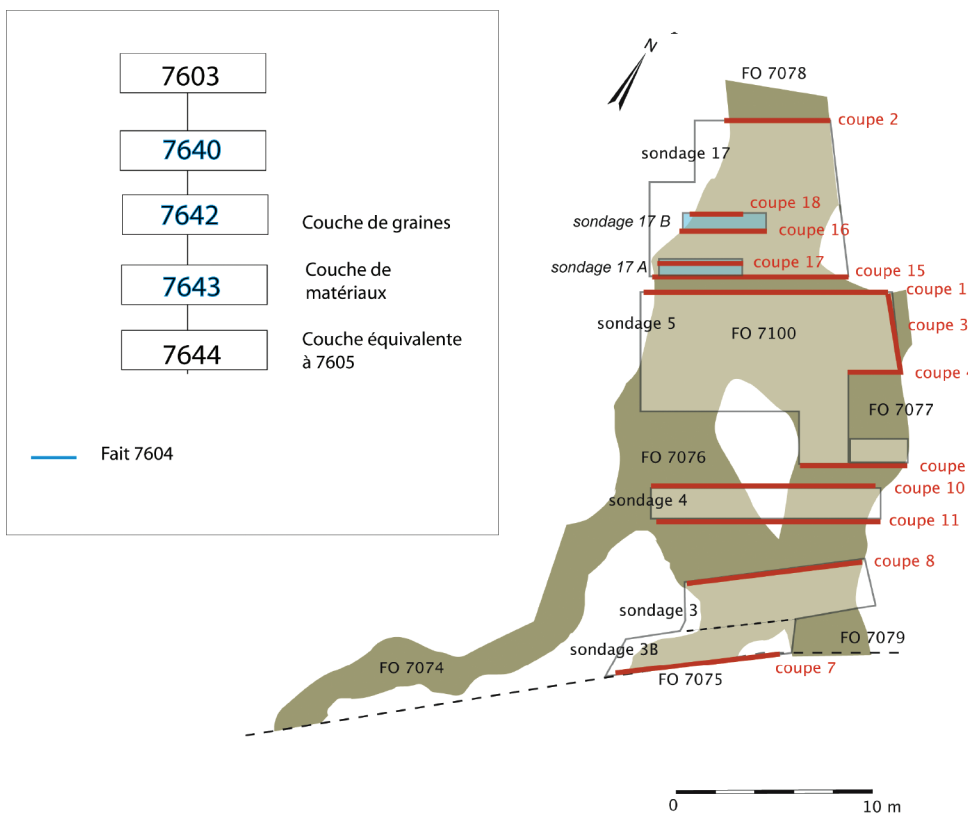 7603
7640
7642
Couche de graines
7643
Couche de
matériaux
7644
Couche équivalente
à 7605
Fait 7604
N
FO 7078
coupe 2
sondage 17
coupe 18
sondage 17 B
coupe 16
sondage 17 A
coupe 17
coupe 15
coupe 1
sondage 5
FO 7100
coupe 3
coupe
FO 7077
FO 7076
coupe
coupe 10
sondage 4
coupe 11
coupe 8
sondage 3
sondage 3B
FO 7079
FO 7074
FO 7075
coupe 7
0
10 m